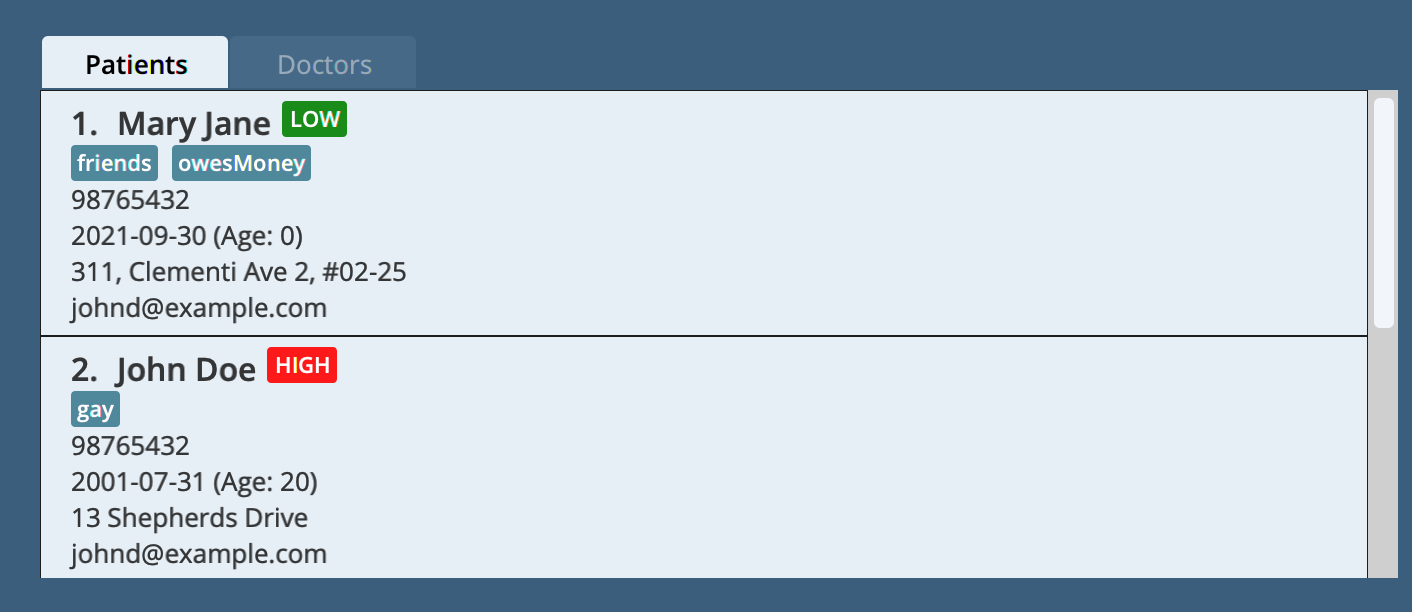 Patients Doctors
1. Mary Jane LOW
friends owesMoney
98765432
2021-09-30 (Age: 0)
311, Clementi Ave 2, #02-25
johnd@example.com
2. John Doe HIGH
gay
98765432
2001-07-31 (Age: 20)
13 Shepherds Drive
johnd@example.com